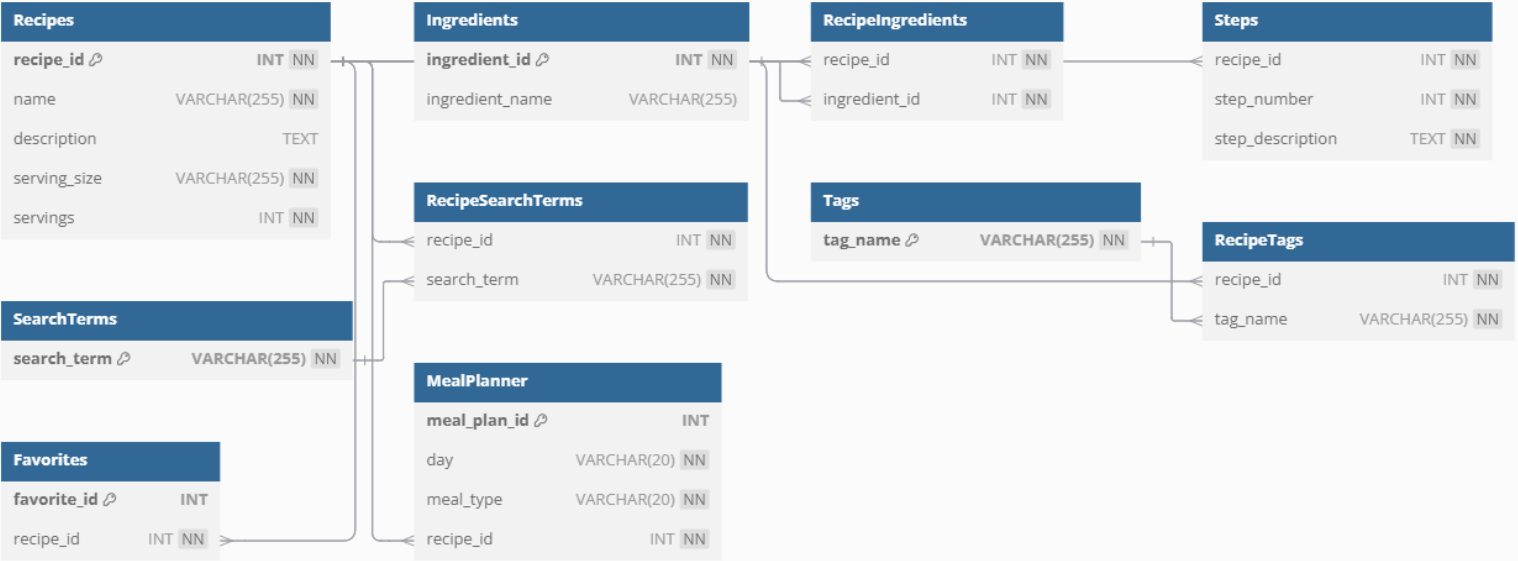 Recipes
recipe_id INT NN
name VARCHAR(255) NN
description TEXT
serving_size VARCHAR(255) NN
servings INT NN
Ingredients
ingredient_id INT NN
ingredient_name VARCHAR(255)
RecipeIngredients
recipe_id INT NN
ingredient_id INT NN
Steps
recipe_id INT NN
step_number INT NN
step_description TEXT NN
RecipeSearchTerms
recipe_id INT NN
search_term VARCHAR(255) NN
Tags
tag_name VARCHAR(255) NN
RecipeTags
recipe_id INT NN
tag_name VARCHAR(255) NN
SearchTerms
search_term VARCHAR(255) NN
MealPlanner
meal_plan_id INT
day VARCHAR(20) NN
meal_type VARCHAR(20) NN
recipe_id INT NN
Favorites
favorite_id INT
recipe_id INT NN